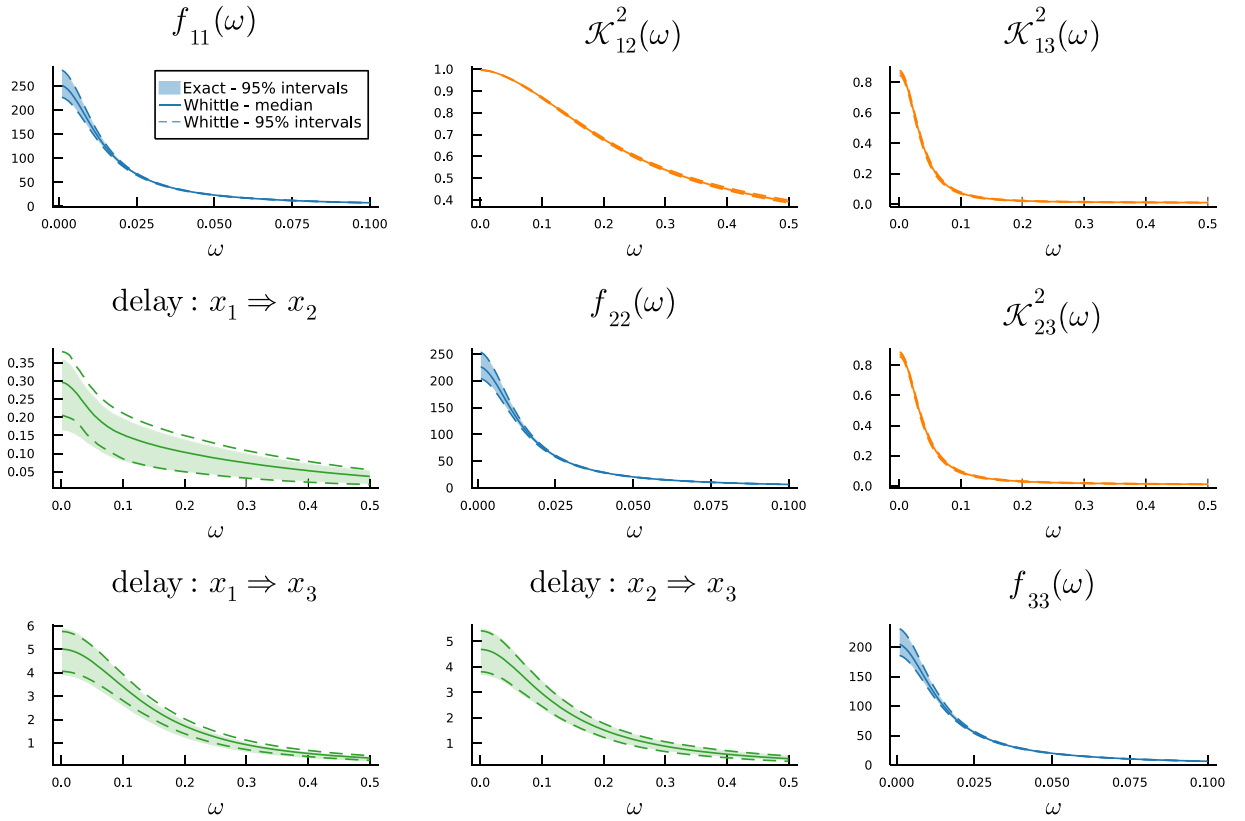 f₁₁(ω)
250
200
150
100
50
0
0.000 0.025 0.050 0.075 0.100
ω
Exact - 95% intervals
Whittle - median
Whittle - 95% intervals
𝒦²₁₂(ω)
1.0
0.9
0.8
0.7
0.6
0.5
0.4
0.0 0.1 0.2 0.3 0.4 0.5
ω
𝒦²₁₃(ω)
0.8
0.6
0.4
0.2
0.0
0.0 0.1 0.2 0.3 0.4 0.5
ω
delay : x₁ ⇒ x₂
0.35
0.30
0.25
0.20
0.15
0.10
0.05
0.0 0.1 0.2 0.3 0.4 0.5
ω
f₂₂(ω)
250
200
150
100
50
0
0.000 0.025 0.050 0.075 0.100
ω
𝒦²₂₃(ω)
0.8
0.6
0.4
0.2
0.0
0.0 0.1 0.2 0.3 0.4 0.5
ω
delay : x₁ ⇒ x₃
6
5
4
3
2
1
0.0 0.1 0.2 0.3 0.4 0.5
ω
delay : x₂ ⇒ x₃
5
4
3
2
1
0.0 0.1 0.2 0.3 0.4 0.5
ω
f₃₃(ω)
200
150
100
50
0
0.000 0.025 0.050 0.075 0.100
ω